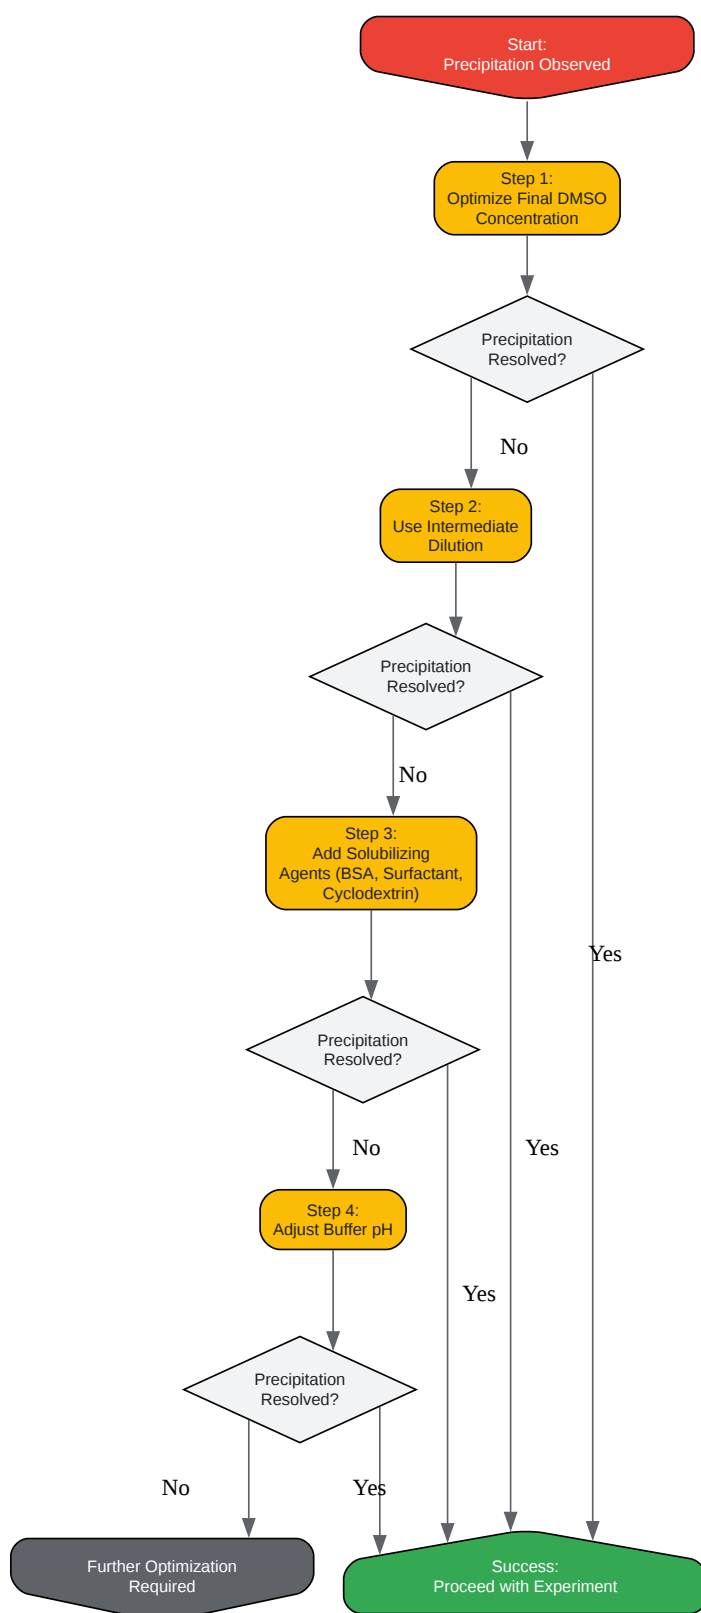 Start:
Precipitation Observed
Step 1:
Optimize Final DMSO
Concentration
Precipitation
Resolved?
No
Step 2:
Use Intermediate
Dilution
Precipitation
Resolved?
No
Step 3:
Add Solubilizing
Agents (BSA, Surfactant,
Cyclodextrin)
Yes
Precipitation
Resolved?
No
Yes
Step 4:
Adjust Buffer pH
Yes
Precipitation
Resolved?
No
Yes
Further Optimization
Required
Success:
Proceed with Experiment